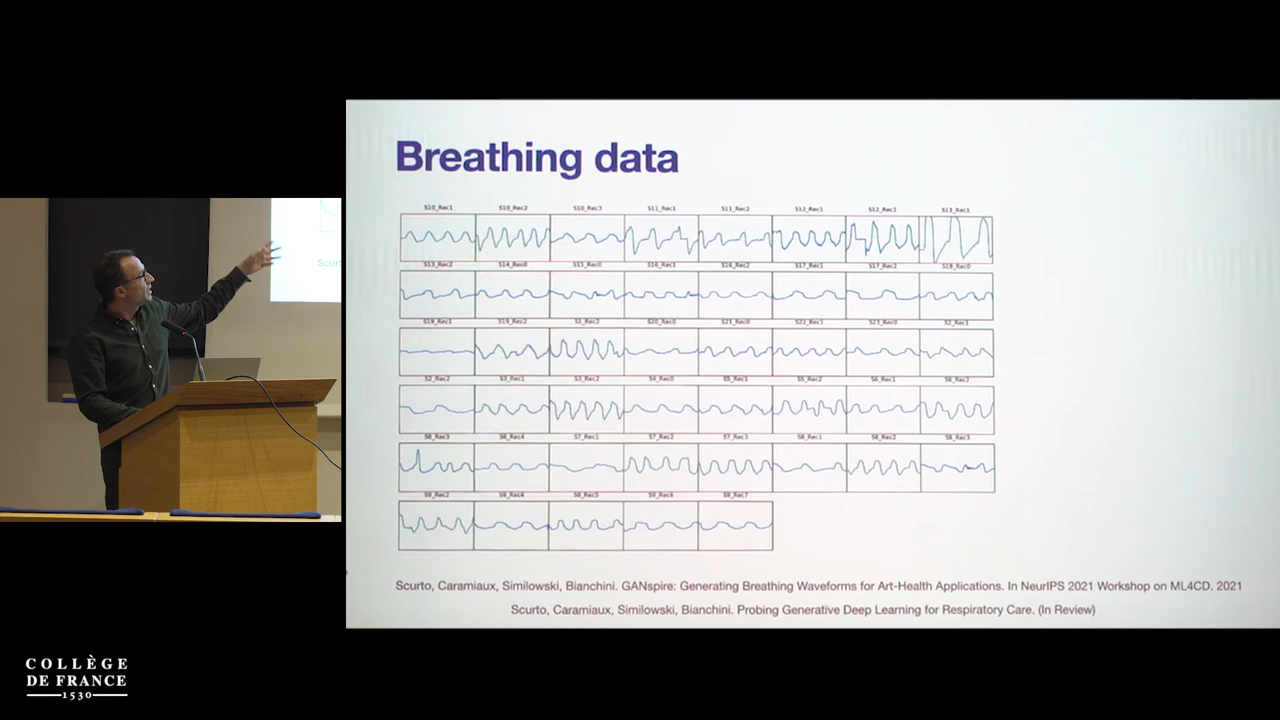 Breathing data
S10_Rec1 S10_Rec2 S10_Rec3 S11_Rec1 S11_Rec2 S12_Rec1 S12_Rec2 S13_Rec1
S13_Rec2 S14_Rec0 S15_Rec0 S16_Rec1 S16_Rec2 S17_Rec1 S17_Rec2 S18_Rec0
S19_Rec1 S19_Rec2 S1_Rec2 S20_Rec0 S21_Rec0 S22_Rec1 S23_Rec0 S2_Rec1
S2_Rec2 S3_Rec1 S3_Rec2 S4_Rec0 S5_Rec1 S5_Rec2 S6_Rec1 S6_Rec2
S6_Rec3 S6_Rec4 S7_Rec1 S7_Rec2 S7_Rec3 S8_Rec1 S8_Rec2 S8_Rec3
S9_Rec2 S9_Rec4 S9_Rec5 S9_Rec6 S9_Rec7
Scurto, Caramiaux, Similowski, Bianchini. GANspire: Generating Breathing Waveforms for Art-Health Applications. In NeurIPS 2021 Workshop on ML4CD. 2021
Scurto, Caramiaux, Similowski, Bianchini. Probing Generative Deep Learning for Respiratory Care. (In Review)
Scurt
COLLÈGE
DE FRANCE
1530